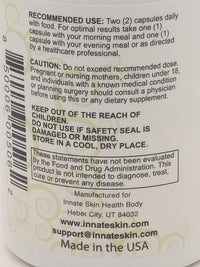 RECOMMENDED USE: Two (2) capsules daily
with food. For optimal results take one (1)
capsule with your morning meal and one (1)
capsule with your evening meal or as directed
by a healthcare professional.
CAUTION: Do not exceed recommended dose.
Pregnant or nursing mothers, children under 18,
and individuals with a known medical condition
or planning surgery should consult a physician
before using this or any dietary supplement.
KEEP OUT OF THE REACH OF
CHILDREN.
DO NOT USE IF SAFETY SEAL IS
DAMAGED OR MISSING.
STORE IN A COOL, DRY PLACE.
These statements have not been evaluated
by the Food and Drug Administration. This
product is not intended to diagnose, treat,
cure or prevent any disease.
Manufactured for
Innate Skin Health Body
Heber City, UT 84032
www.innateskin.com
support@innateskin.com
Made in the USA